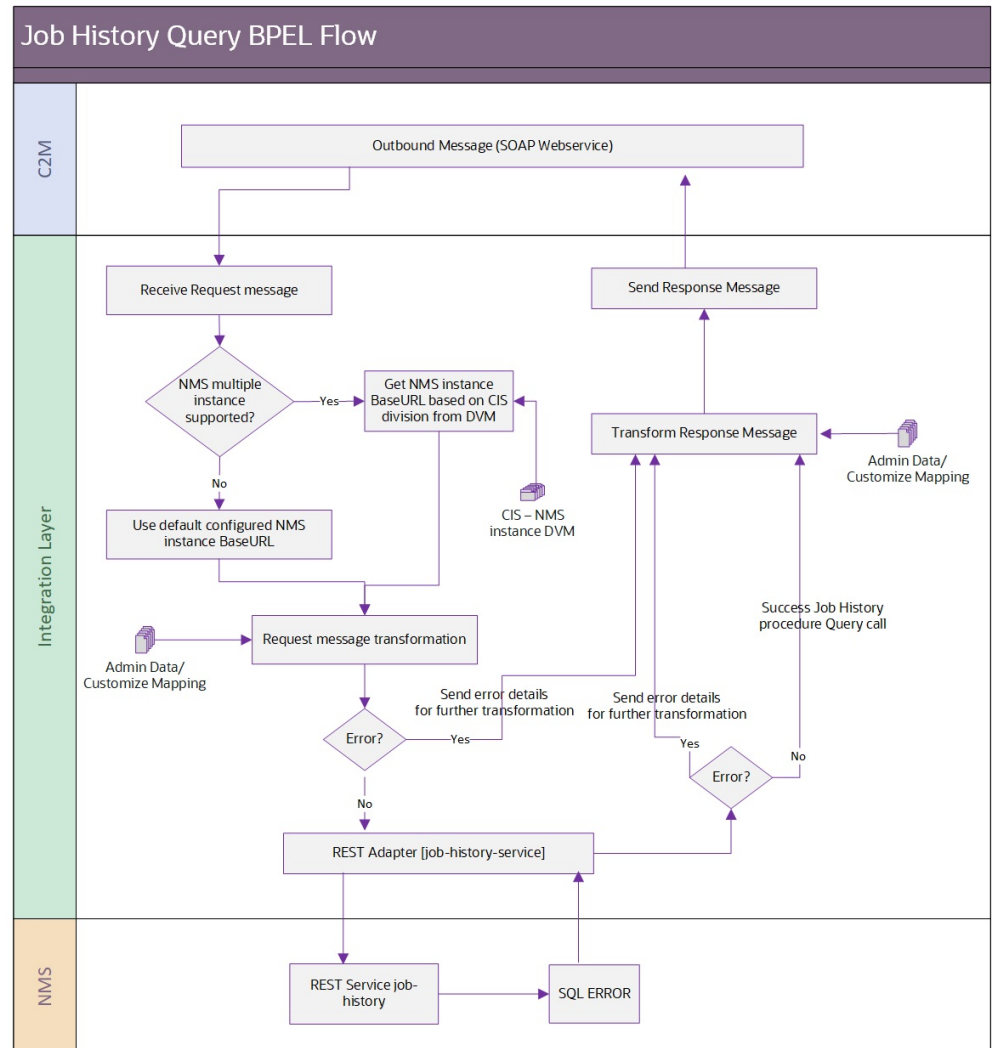 Job History Query BPEL Flow
C2M
Outbound Message (SOAP Webservice)
Integration Layer
Receive Request message
Send Response Message
NMS multiple
instance
supported?
Yes
Get NMS instance
BaseURL based on CIS
division from DVM
Transform Response Message
Admin Data/
Customize Mapping
No
CIS – NMS
instance DVM
Use default configured NMS
instance BaseURL
Success Job History
procedure Query call
Request message transformation
Admin Data/
Customize Mapping
Send error details
for further transformation
Send error details
for further transformation
Error?
Yes
Yes
No
Error?
No
REST Adapter [job-history-service]
NMS
REST Service job-
history
SQL ERROR